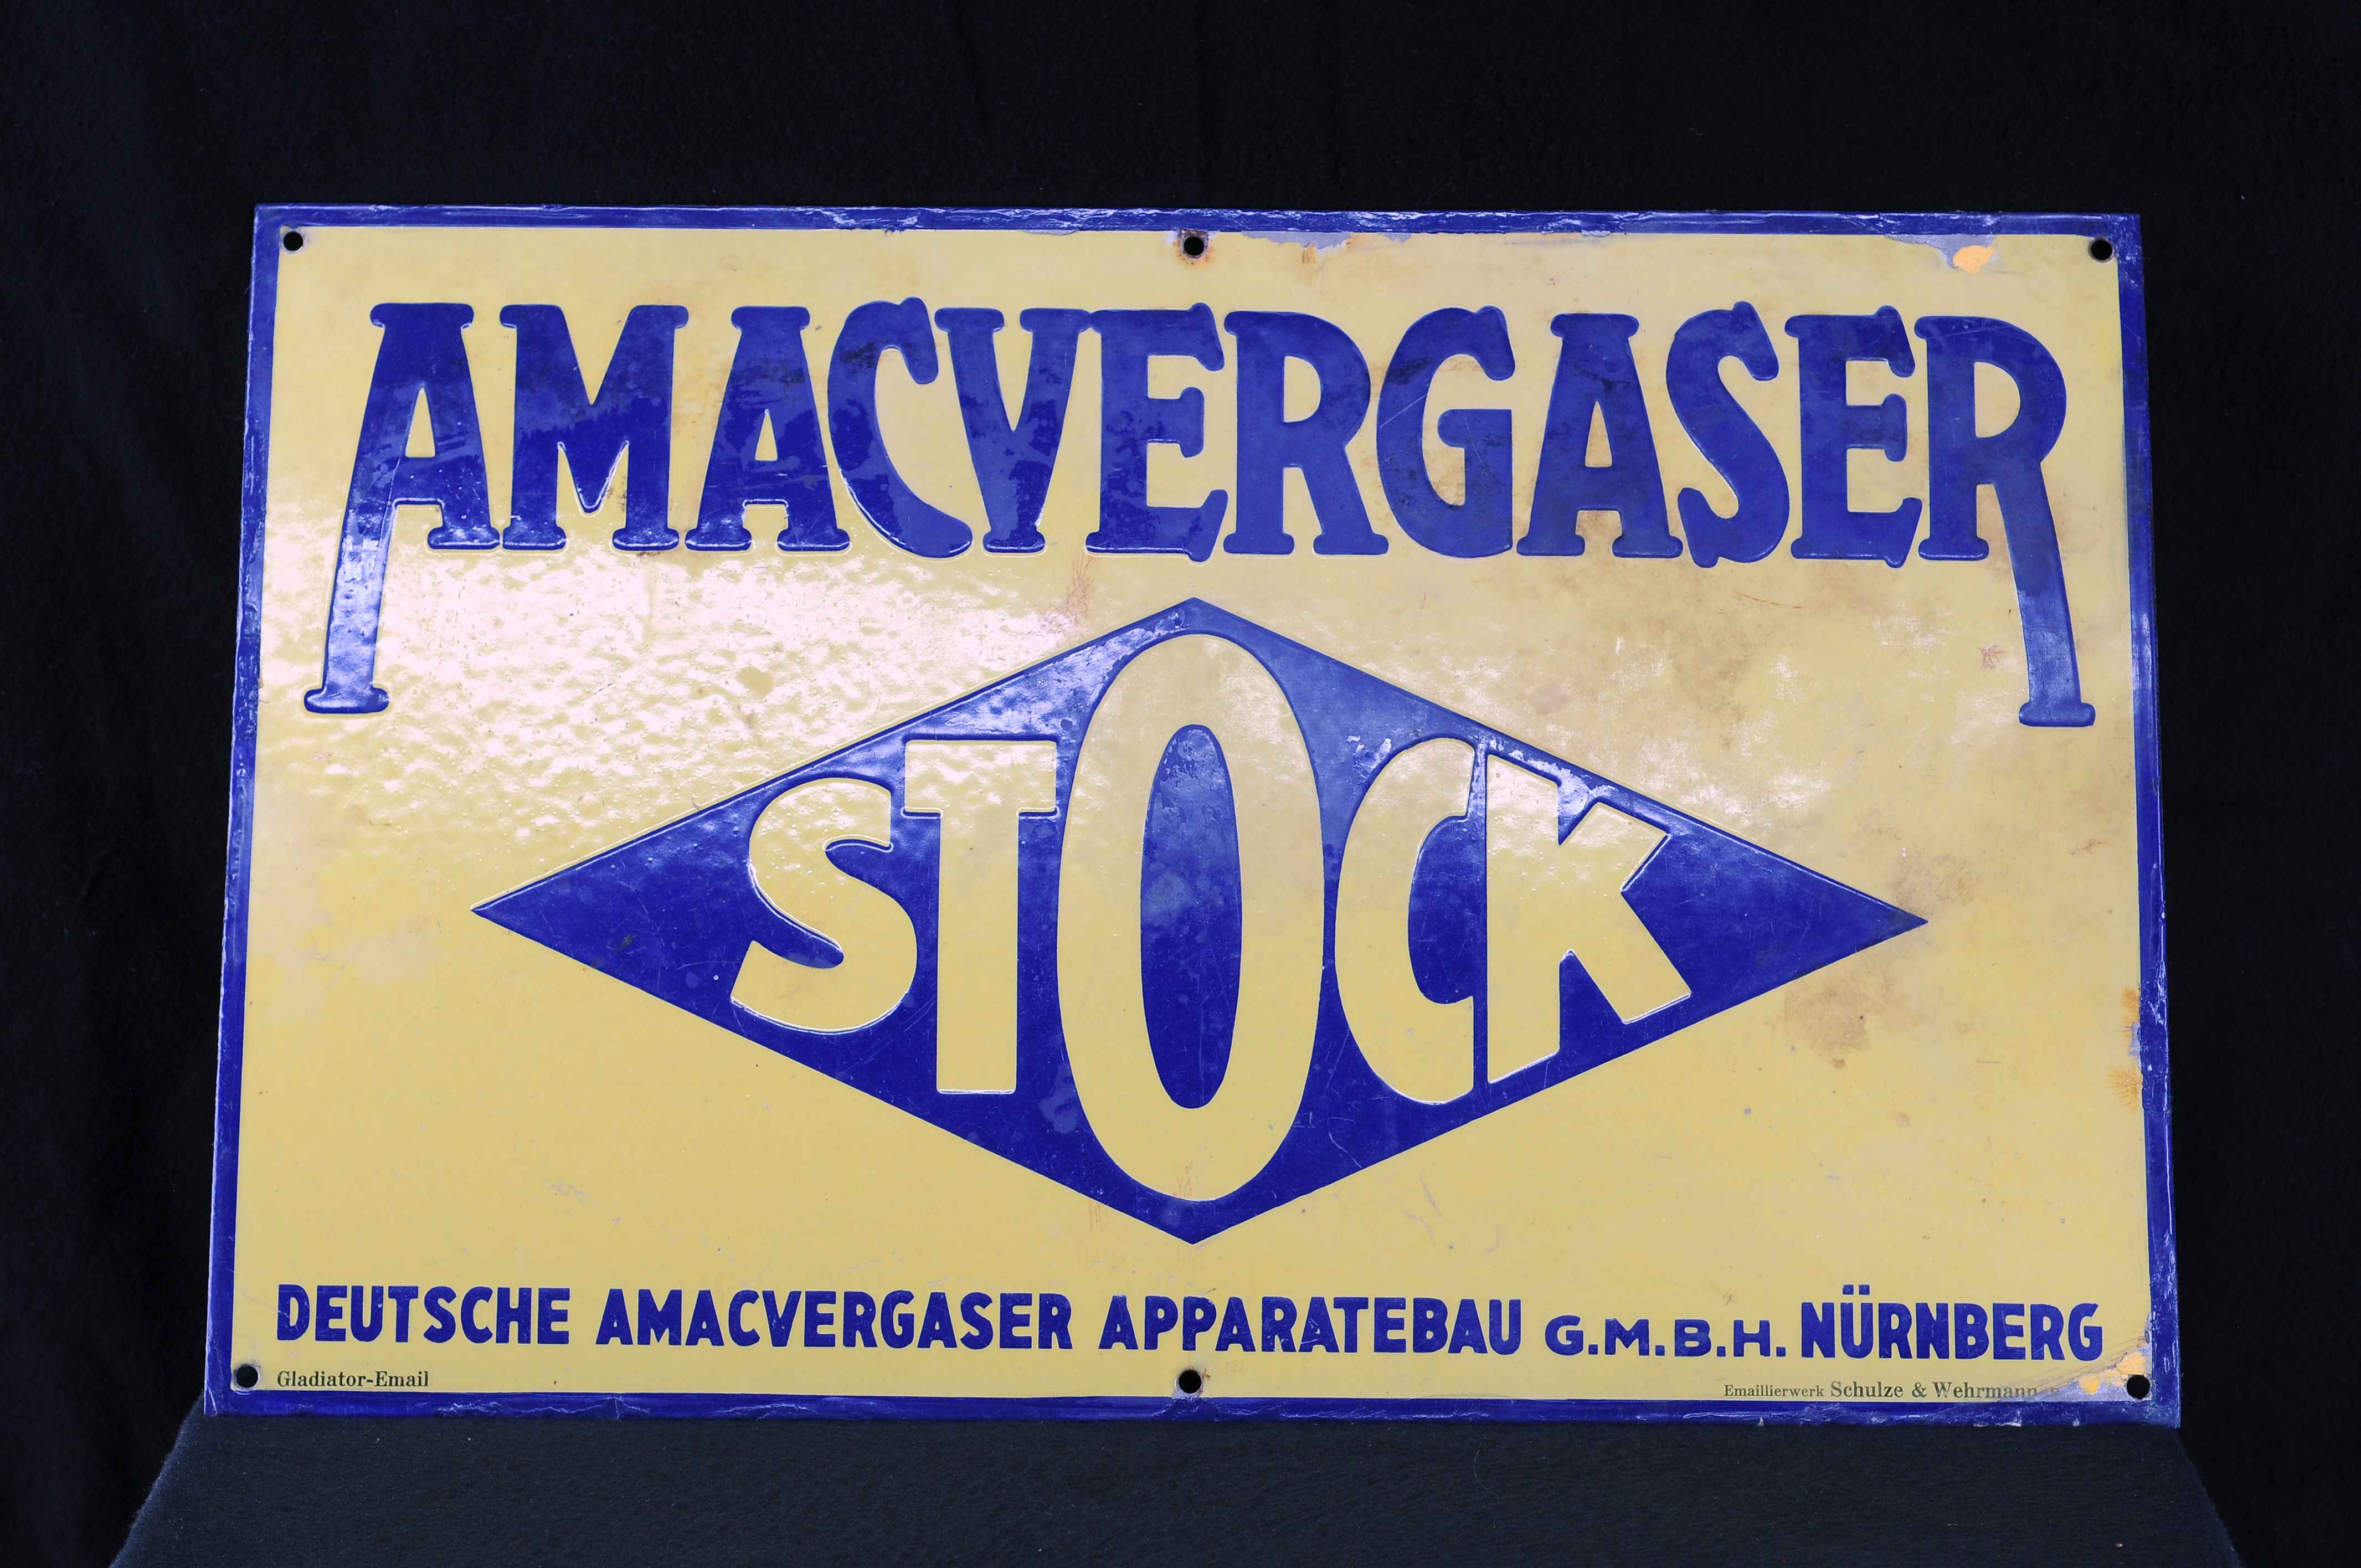 AMACVERGASER
STOCK
DEUTSCHE AMACVERGASER APPARATEBAU G.M.B.H. NÜRNBERG
Gladiator-Email
Emaillierwerk Schulze & Wehrmann